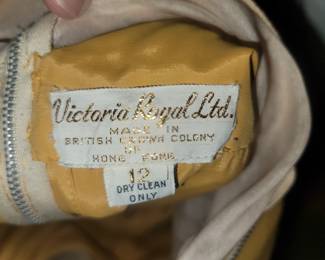 Victoria Royal Ltd.
MADE IN
BRITISH CROWN COLONY
OF
HONG KONG
12
DRY CLEAN
ONLY